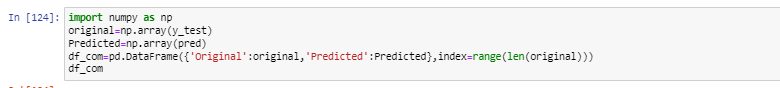 In [124]: import numpy as np
original=np.array(y_test)
Predicted=np.array(pred)
df_com=pd.DataFrame({'Original':original,'Predicted':Predicted},index=range(len(original)))
df_com